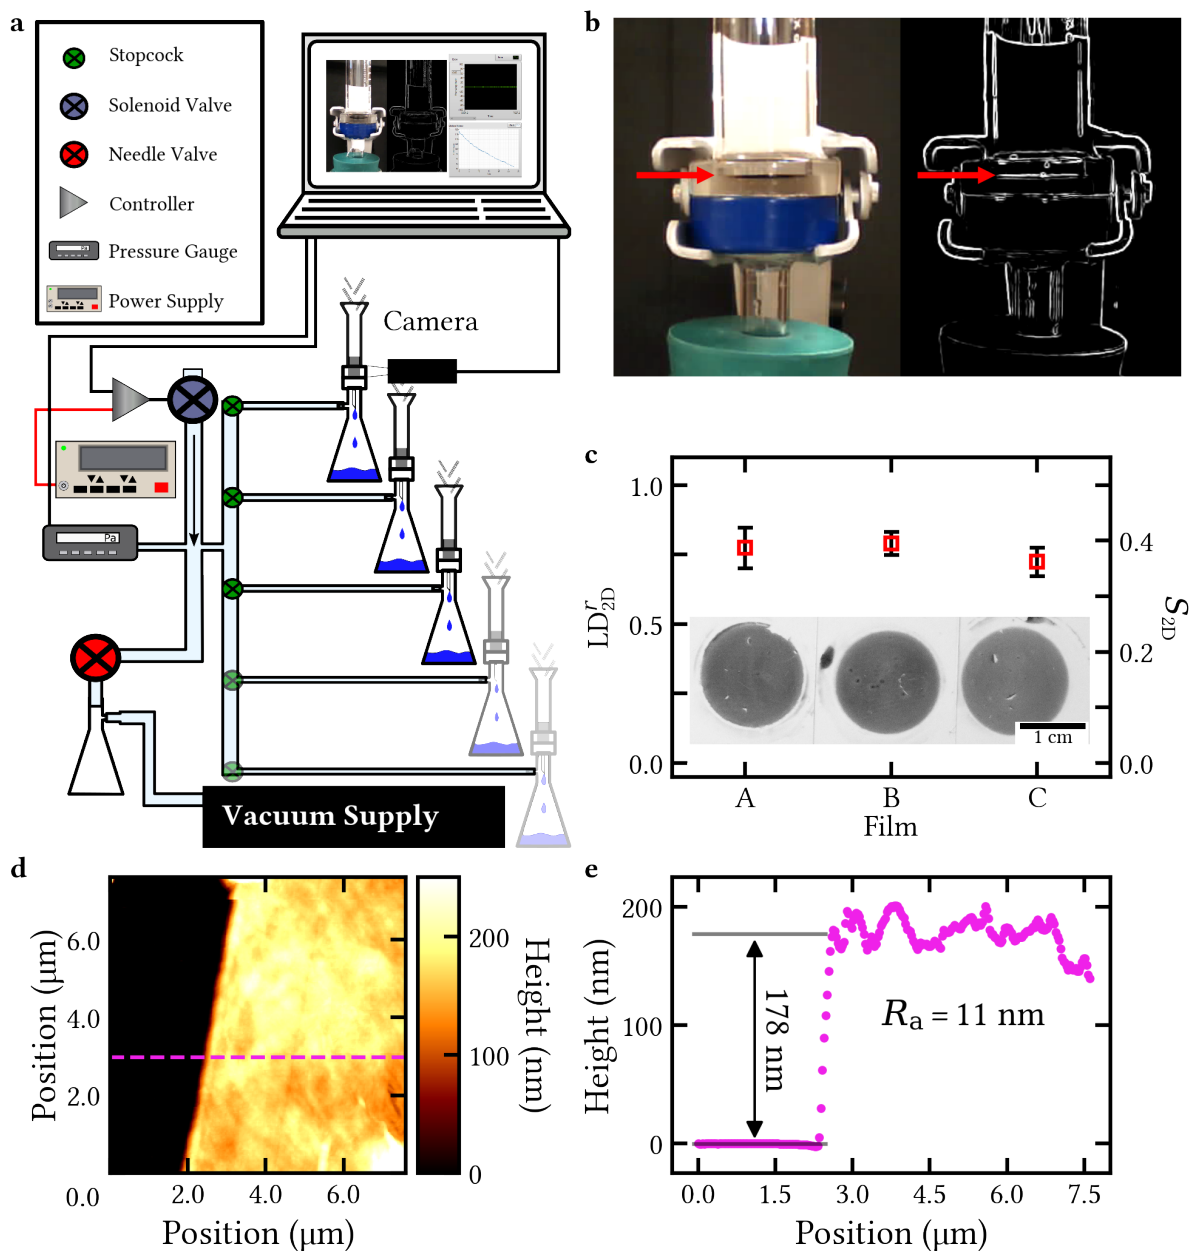 a
Stopcock
Solenoid Valve
Needle Valve
Controller
Pressure Gauge
Power Supply
Camera
Pa
Vacuum Supply
b
c
LD^r_2D
1.0
0.5
0.0
0.4
0.2
0.0
S_2D
1 cm
A B C
Film
d
Position (μm)
6.0
4.0
2.0
0.0
2.0 4.0 6.0
Position (μm)
200
100
0
Height (nm)
e
Height (nm)
200
100
0
178 nm
R_a = 11 nm
0.0 1.5 3.0 4.5 6.0 7.5
Position (μm)